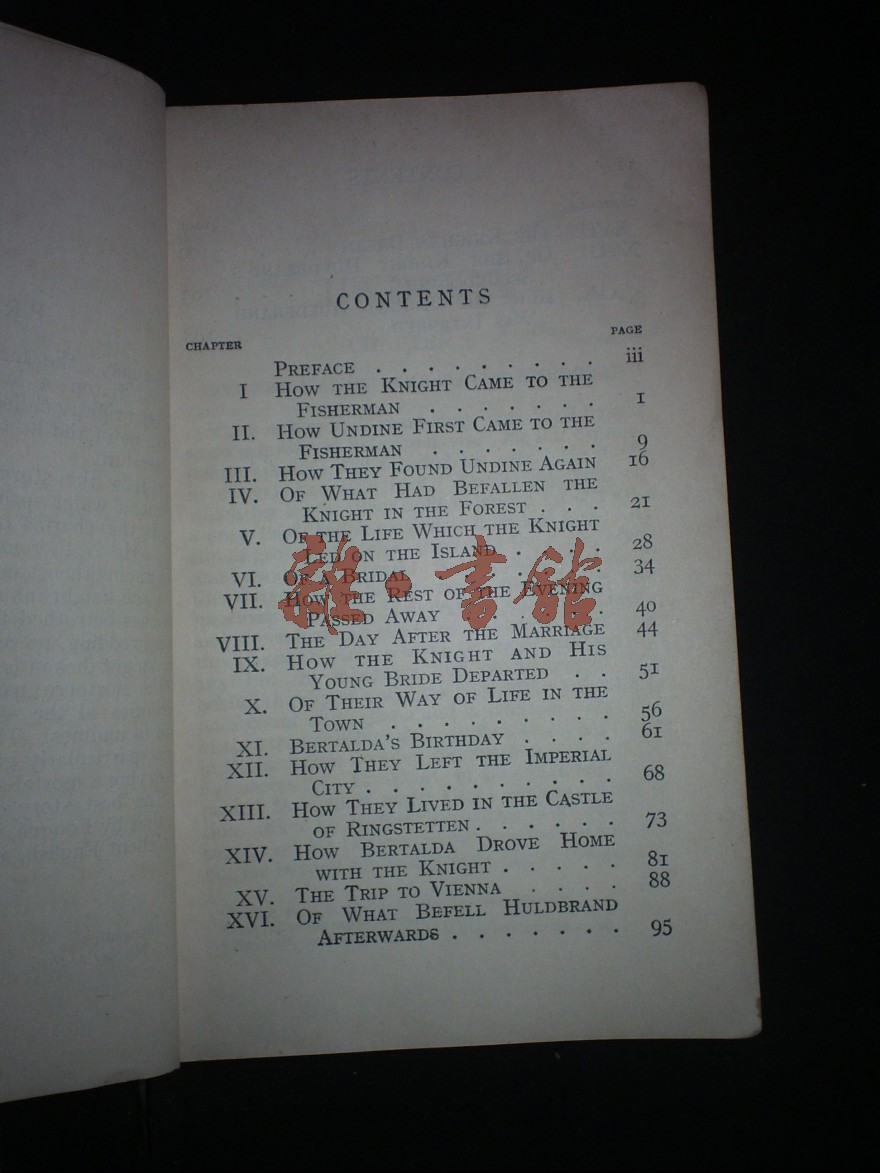 CONTENTS
CHAPTER PAGE
PREFACE . . . . . . . . . iii
I HOW THE KNIGHT CAME TO THE
FISHERMAN . . . . . . . 1
II. HOW UNDINE FIRST CAME TO THE
FISHERMAN . . . . . . . 9
III. HOW THEY FOUND UNDINE AGAIN 16
IV. OF WHAT HAD BEFALLEN THE
KNIGHT IN THE FOREST . . . 21
V. OF THE LIFE WHICH THE KNIGHT
LED ON THE ISLAND . . . . 28
VI. OF A BRIDAL . . . . 34
VII. HOW THE REST OF THE EVENING
PASSED AWAY . . . . . . 40
VIII. THE DAY AFTER THE MARRIAGE 44
IX. HOW THE KNIGHT AND HIS
YOUNG BRIDE DEPARTED . . 51
X. OF THEIR WAY OF LIFE IN THE
TOWN . . . . . . . . . 56
XI. BERTALDA'S BIRTHDAY . . . . 61
XII. HOW THEY LEFT THE IMPERIAL
CITY . . . . . . . . . . 68
XIII. HOW THEY LIVED IN THE CASTLE
OF RINGSTETTEN . . . . . . 73
XIV. HOW BERTALDA DROVE HOME
WITH THE KNIGHT . . . . . 81
XV. THE TRIP TO VIENNA . . . . 88
XVI. OF WHAT BEFELL HULDBRAND
AFTERWARDS . . . . . . . 95
雜·書館